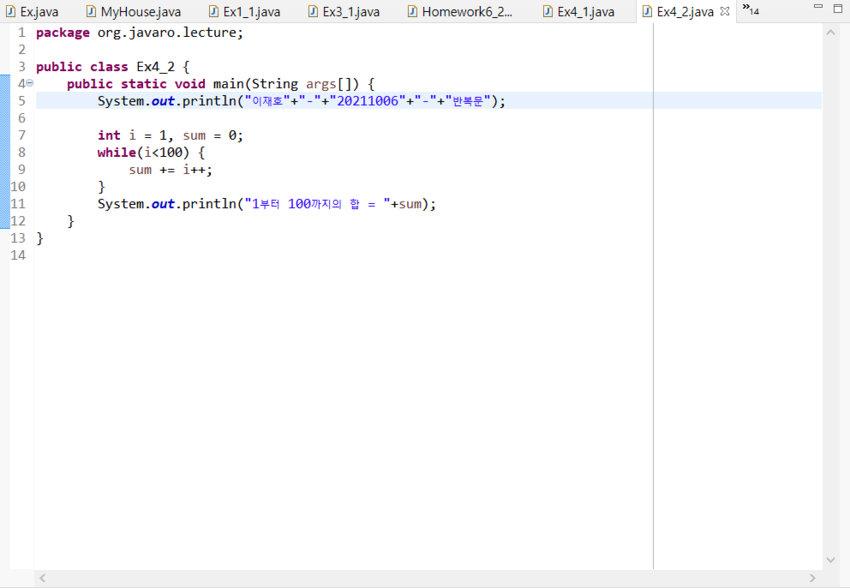 Ex.java MyHouse.java Ex1_1.java Ex3_1.java Homework6_2... Ex4_1.java Ex4_2.java »14
1 package org.javaro.lecture;
2
3 public class Ex4_2 {
4 public static void main(String args[]) {
5 System.out.println("이재호"+"-"+"20211006"+"-"+"반복문");
6
7 int i = 1, sum = 0;
8 while(i<100) {
9 sum += i++;
10 }
11 System.out.println("1부터 100까지의 합 = "+sum);
12 }
13 }
14